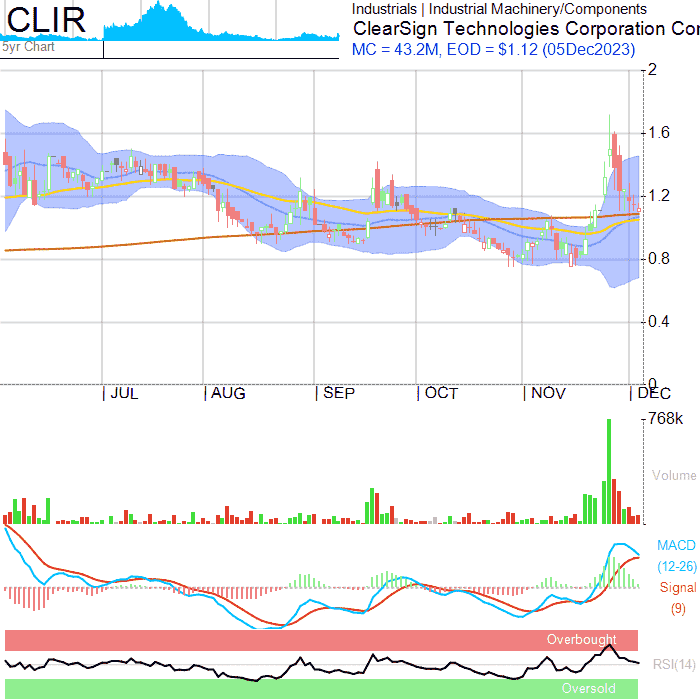 CLIR
5yr Chart
Industrials | Industrial Machinery/Components
ClearSign Technologies Corporation Cor
MC = 43.2M, EOD = $1.12 (05Dec2023)
2
1.6
1.2
0.8
0.4
0
JUL
AUG
SEP
OCT
NOV
DEC
768k
Volume
MACD
(12-26)
Signal
(9)
Overbought
RSI(14)
Oversold